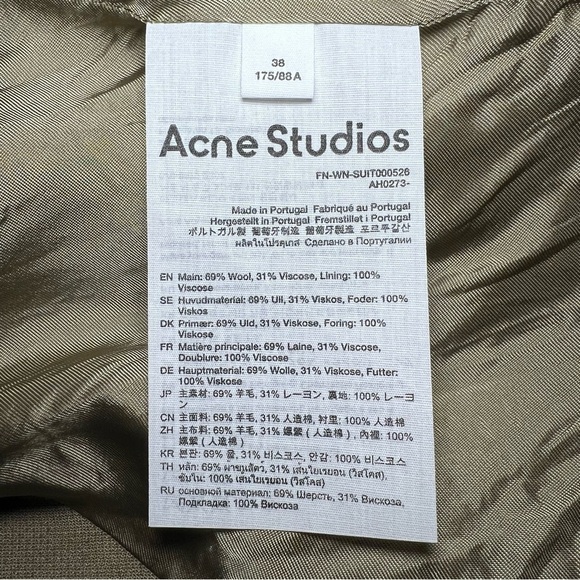 38
175/88A
Acne Studios
FN-WN-SUIT000526
AH0273-
Made in Portugal Fabriqué au Portugal
Hergestellt in Portugal Fremstillet i Portugal
ポルトガル製 葡萄牙制造 葡萄牙製造 포르투갈산
ผลิตในโปรตุเกส Сделано в Португалии
EN Main: 69% Wool, 31% Viscose, Lining: 100%
Viscose
SE Huvudmaterial: 69% Ull, 31% Viskos, Foder: 100%
Viskos
DK Primær: 69% Uld, 31% Viskose, Foring: 100%
Viskose
FR Matière principale: 69% Laine, 31% Viscose,
Doublure: 100% Viscose
DE Hauptmaterial: 69% Wolle, 31% Viskose, Futter:
100% Viskose
JP 主素材: 69% 羊毛, 31% レーヨン, 裏地: 100% レーヨ
ン
CN 主面料: 69% 羊毛, 31% 人造棉, 衬里: 100% 人造棉
ZH 主布料: 69% 羊毛, 31% 嫘縈 (人造棉), 內裡: 100%
嫘縈 (人造棉)
KR 본판: 69% 울, 31% 비스코스, 안감: 100% 비스코스
TH หลัก: 69% ผ้าขนสัตว์, 31% เส้นใยเรยอน (วิสโคส),
ซับใน: 100% เส้นใยเรยอน (วิสโคส)
RU основной материал: 69% Шерсть, 31% Вискоза,
Подкладка: 100% Вискоза